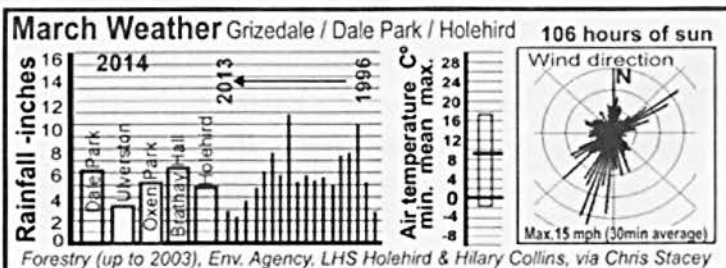 March Weather Grizedale / Dale Park / Holehird 106 hours of sun
Rainfall -inches
16
14
12
10
8
6
4
2
0
2014
2013
1996
Dale Park
Ulverston
Oxen Park
Brathay Hall
Holehird
Air temperature C°
min. mean max.
28
24
20
16
12
8
4
0
-4
-8
Wind direction
N
Max.15 mph (30min average)
Forestry (up to 2003), Env. Agency, LHS Holehird & Hilary Collins, via Chris Stacey